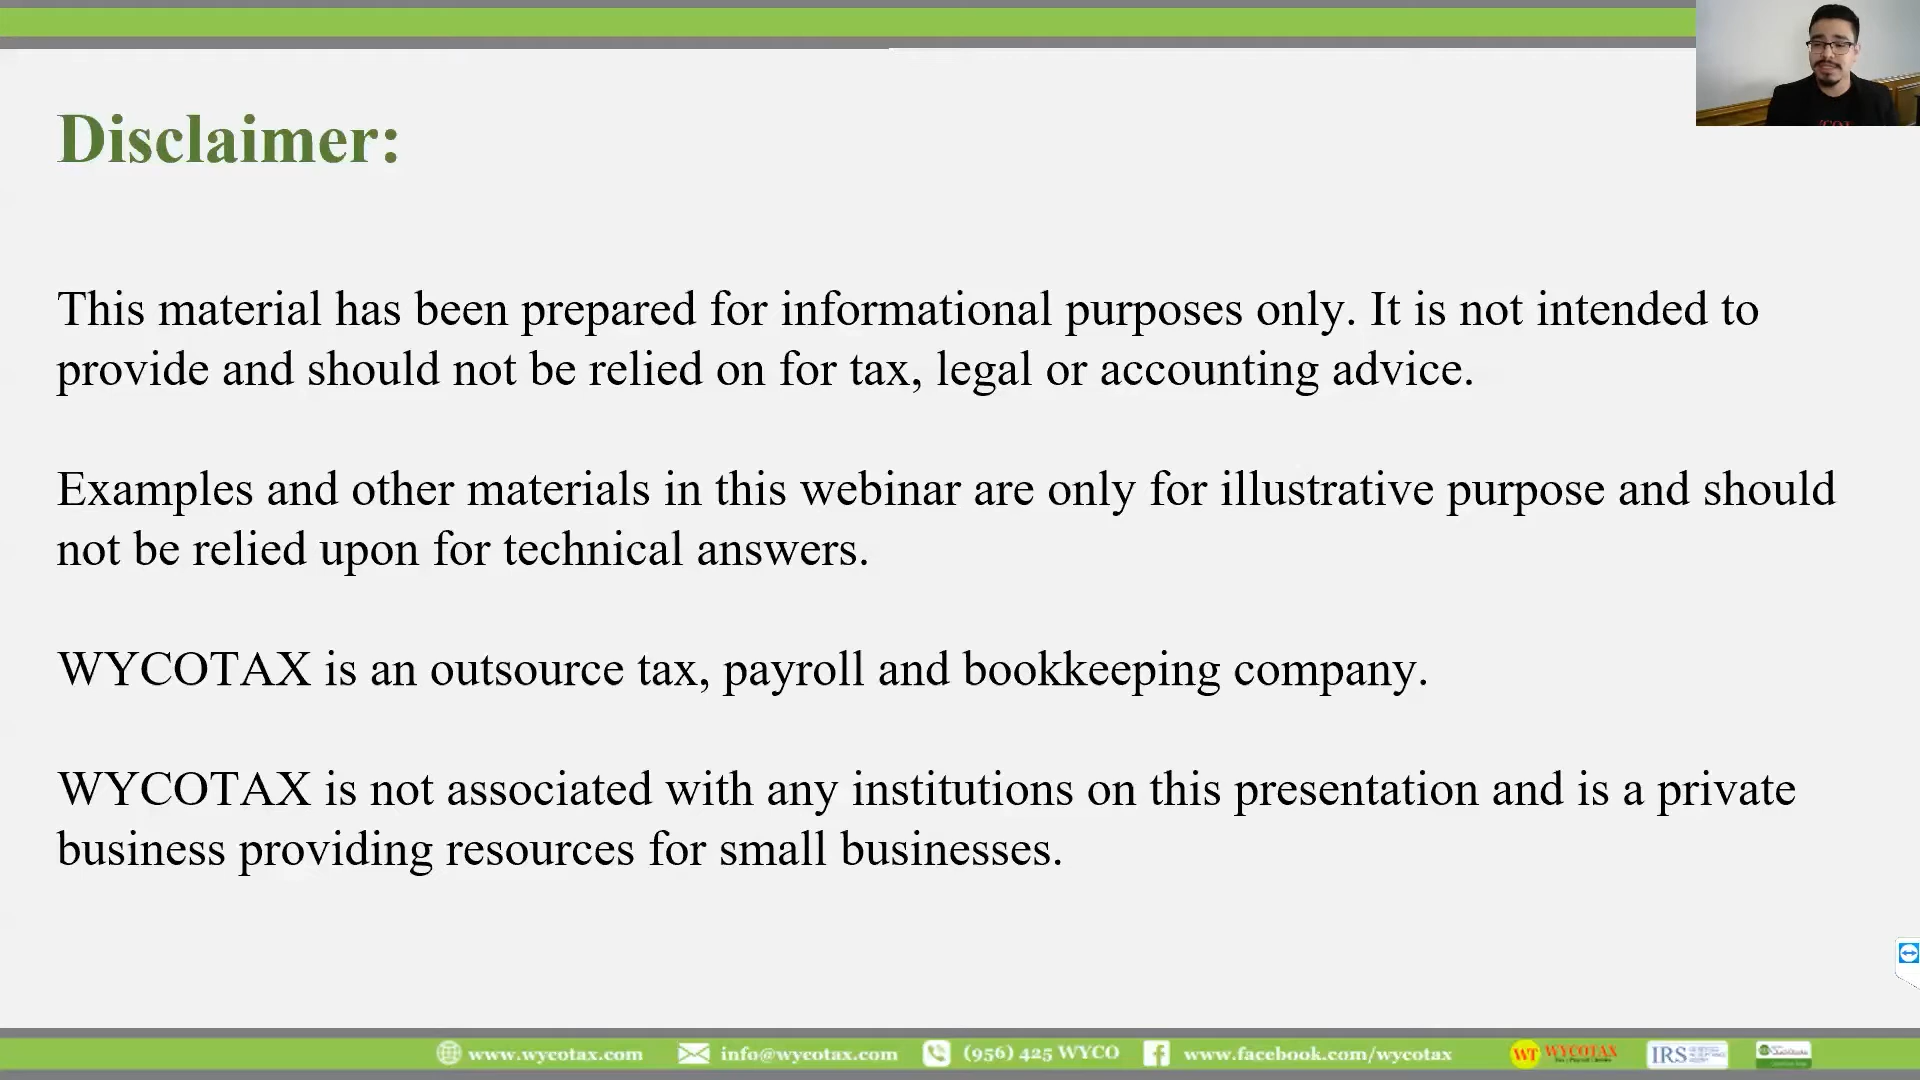 Disclaimer:
This material has been prepared for informational purposes only. It is not intended to
provide and should not be relied on for tax, legal or accounting advice.
Examples and other materials in this webinar are only for illustrative purpose and should
not be relied upon for technical answers.
WYCOTAX is an outsource tax, payroll and bookkeeping company.
WYCOTAX is not associated with any institutions on this presentation and is a private
business providing resources for small businesses.
www.wycotax.com info@wycotax.com (956) 425 WYCO www.facebook.com/wycotax WT WYCOTAX IRS